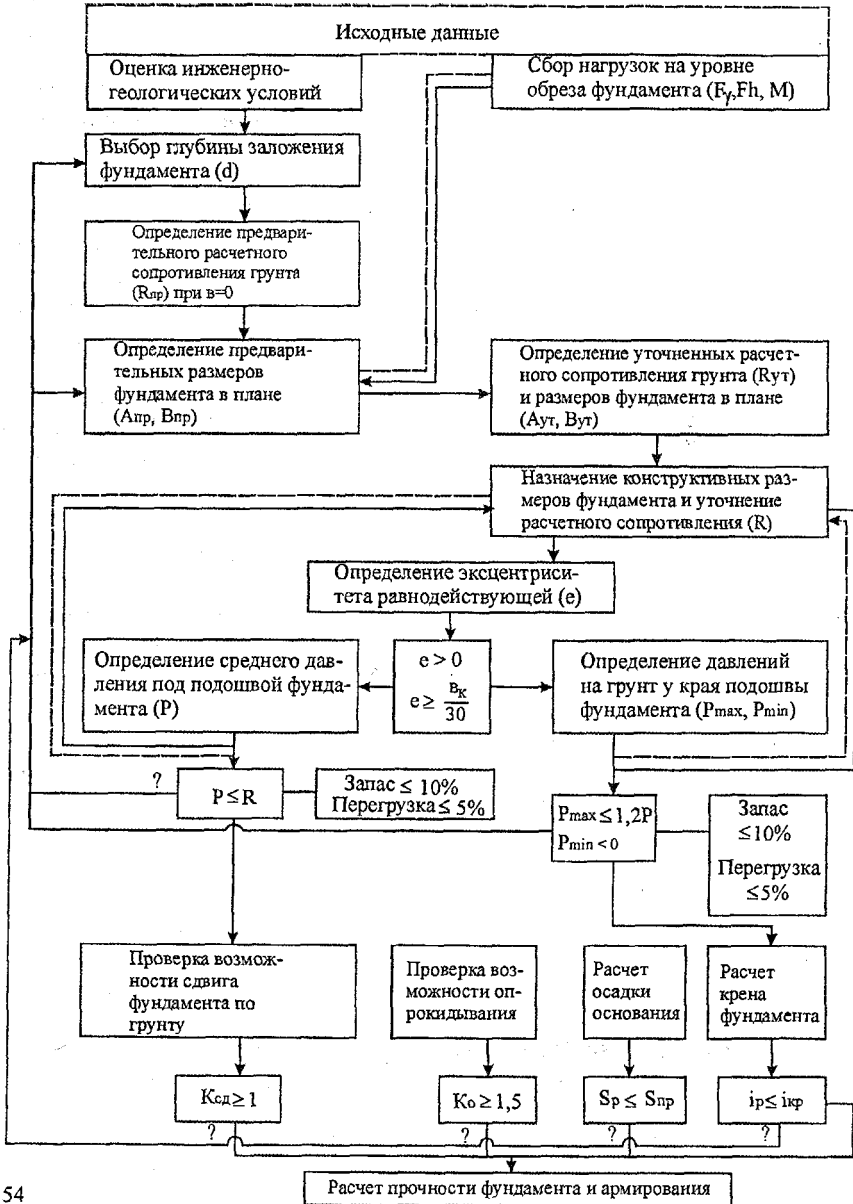 Исходные данные
Оценка инженерно-
геологических условий
Сбор нагрузок на уровне
обреза фундамента (Fγ,Fh, M)
Выбор глубины заложения
фундамента (d)
Определение предвари-
тельного расчетного
сопротивления грунта
(Rпр) при в=0
Определение предвари-
тельных размеров
фундамента в плане
(Aпр, Bпр)
Определение уточненных расчет-
ного сопротивления грунта (Rут)
и размеров фундамента в плане
(Aут, Bут)
Назначение конструктивных раз-
меров фундамента и уточнение
расчетного сопротивления (R)
Определение эксцентриси-
тета равнодействующей (e)
Определение среднего дав-
ления под подошвой фунда-
мента (P)
e > 0
e ≥ вK/30
Определение давлений
на грунт у края подошвы
фундамента (Pmax, Pmin)
?
P ≤ R
Запас ≤ 10%
Перегрузка ≤ 5%
Pmax ≤ 1,2P
Pmin < 0
Запас
≤10%
Перегрузка
≤5%
Проверка возмож-
ности сдвига
фундамента по
грунту
Проверка воз-
можности оп-
рокидывания
Расчет
осадки
основания
Расчет
крена
фундамента
Kсд ≥ 1
Kо ≥ 1,5
Sр ≤ Sпр
iр ≤ iкр
? ? ? ?
Расчет прочности фундамента и армирования
54